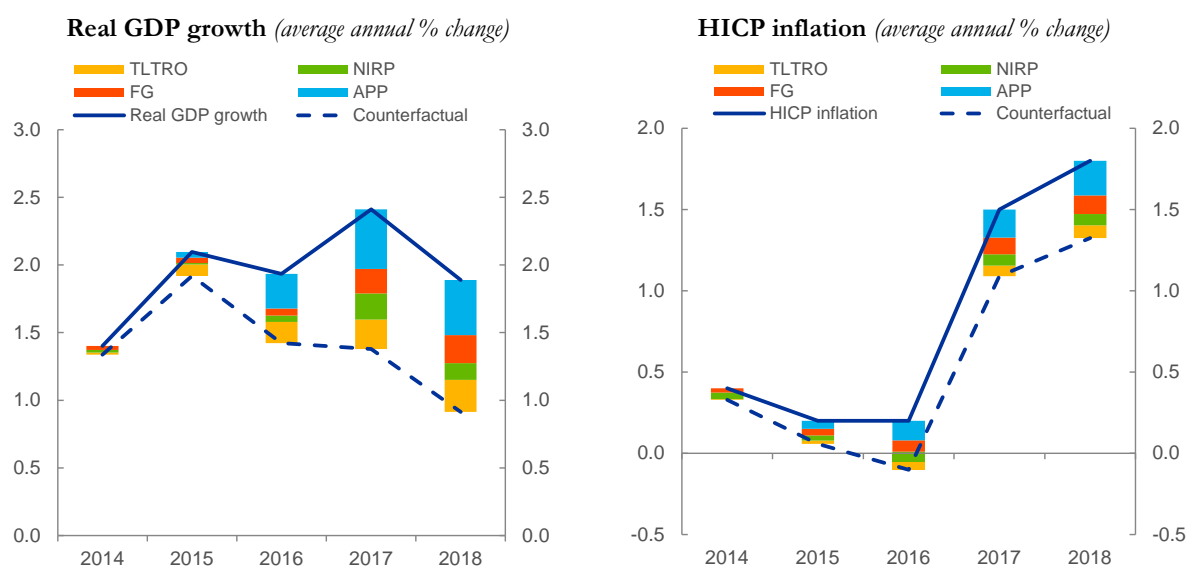 Real GDP growth (average annual % change)
TLTRO NIRP
FG APP
Real GDP growth Counterfactual
3.0 3.0
2.5 2.5
2.0 2.0
1.5 1.5
1.0 1.0
0.5 0.5
0.0 0.0
2014 2015 2016 2017 2018
HICP inflation (average annual % change)
TLTRO NIRP
FG APP
HICP inflation Counterfactual
2.0 2.0
1.5 1.5
1.0 1.0
0.5 0.5
0.0 0.0
-0.5 -0.5
2014 2015 2016 2017 2018